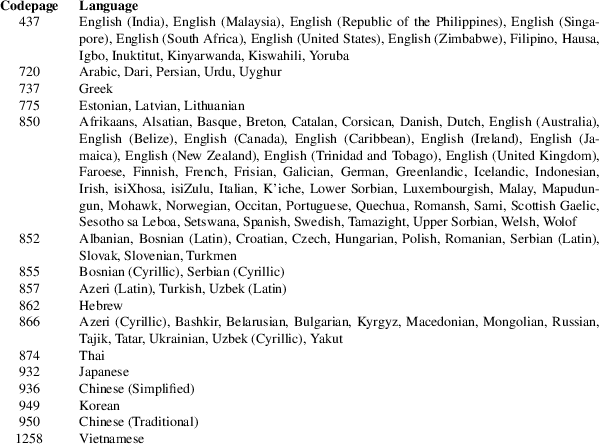 Codepage Language
437 English (India), English (Malaysia), English (Republic of the Philippines), English (Singa-
pore), English (South Africa), English (United States), English (Zimbabwe), Filipino, Hausa,
Igbo, Inuktitut, Kinyarwanda, Kiswahili, Yoruba
720 Arabic, Dari, Persian, Urdu, Uyghur
737 Greek
775 Estonian, Latvian, Lithuanian
850 Afrikaans, Alsatian, Basque, Breton, Catalan, Corsican, Danish, Dutch, English (Australia),
English (Belize), English (Canada), English (Caribbean), English (Ireland), English (Ja-
maica), English (New Zealand), English (Trinidad and Tobago), English (United Kingdom),
Faroese, Finnish, French, Frisian, Galician, German, Greenlandic, Icelandic, Indonesian,
Irish, isiXhosa, isiZulu, Italian, K'iche, Lower Sorbian, Luxembourgish, Malay, Mapudun-
gun, Mohawk, Norwegian, Occitan, Portuguese, Quechua, Romansh, Sami, Scottish Gaelic,
Sesotho sa Leboa, Setswana, Spanish, Swedish, Tamazight, Upper Sorbian, Welsh, Wolof
852 Albanian, Bosnian (Latin), Croatian, Czech, Hungarian, Polish, Romanian, Serbian (Latin),
Slovak, Slovenian, Turkmen
855 Bosnian (Cyrillic), Serbian (Cyrillic)
857 Azeri (Latin), Turkish, Uzbek (Latin)
862 Hebrew
866 Azeri (Cyrillic), Bashkir, Belarusian, Bulgarian, Kyrgyz, Macedonian, Mongolian, Russian,
Tajik, Tatar, Ukrainian, Uzbek (Cyrillic), Yakut
874 Thai
932 Japanese
936 Chinese (Simplified)
949 Korean
950 Chinese (Traditional)
1258 Vietnamese